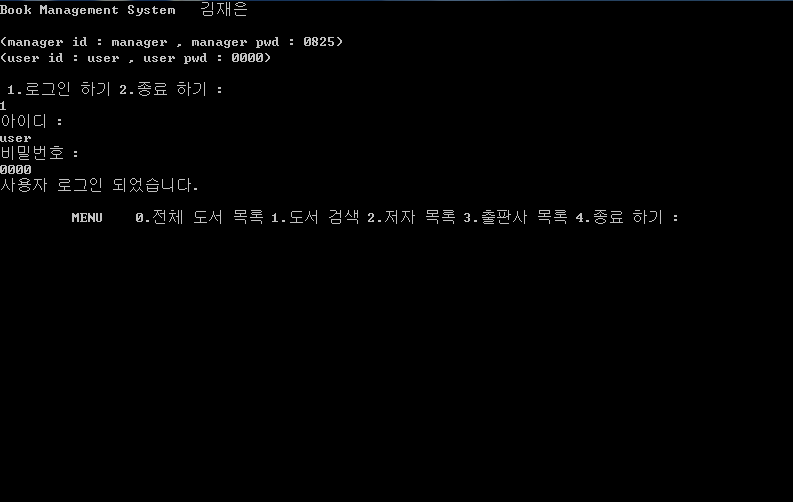 Book Management System 김재은
(manager id : manager , manager pwd : 0825)
(user id : user , user pwd : 0000)
1.로그인 하기 2.종료 하기 :
1
아이디 :
user
비밀번호 :
0000
사용자 로그인 되었습니다.
MENU 0.전체 도서 목록 1.도서 검색 2.저자 목록 3.출판사 목록 4.종료 하기 :